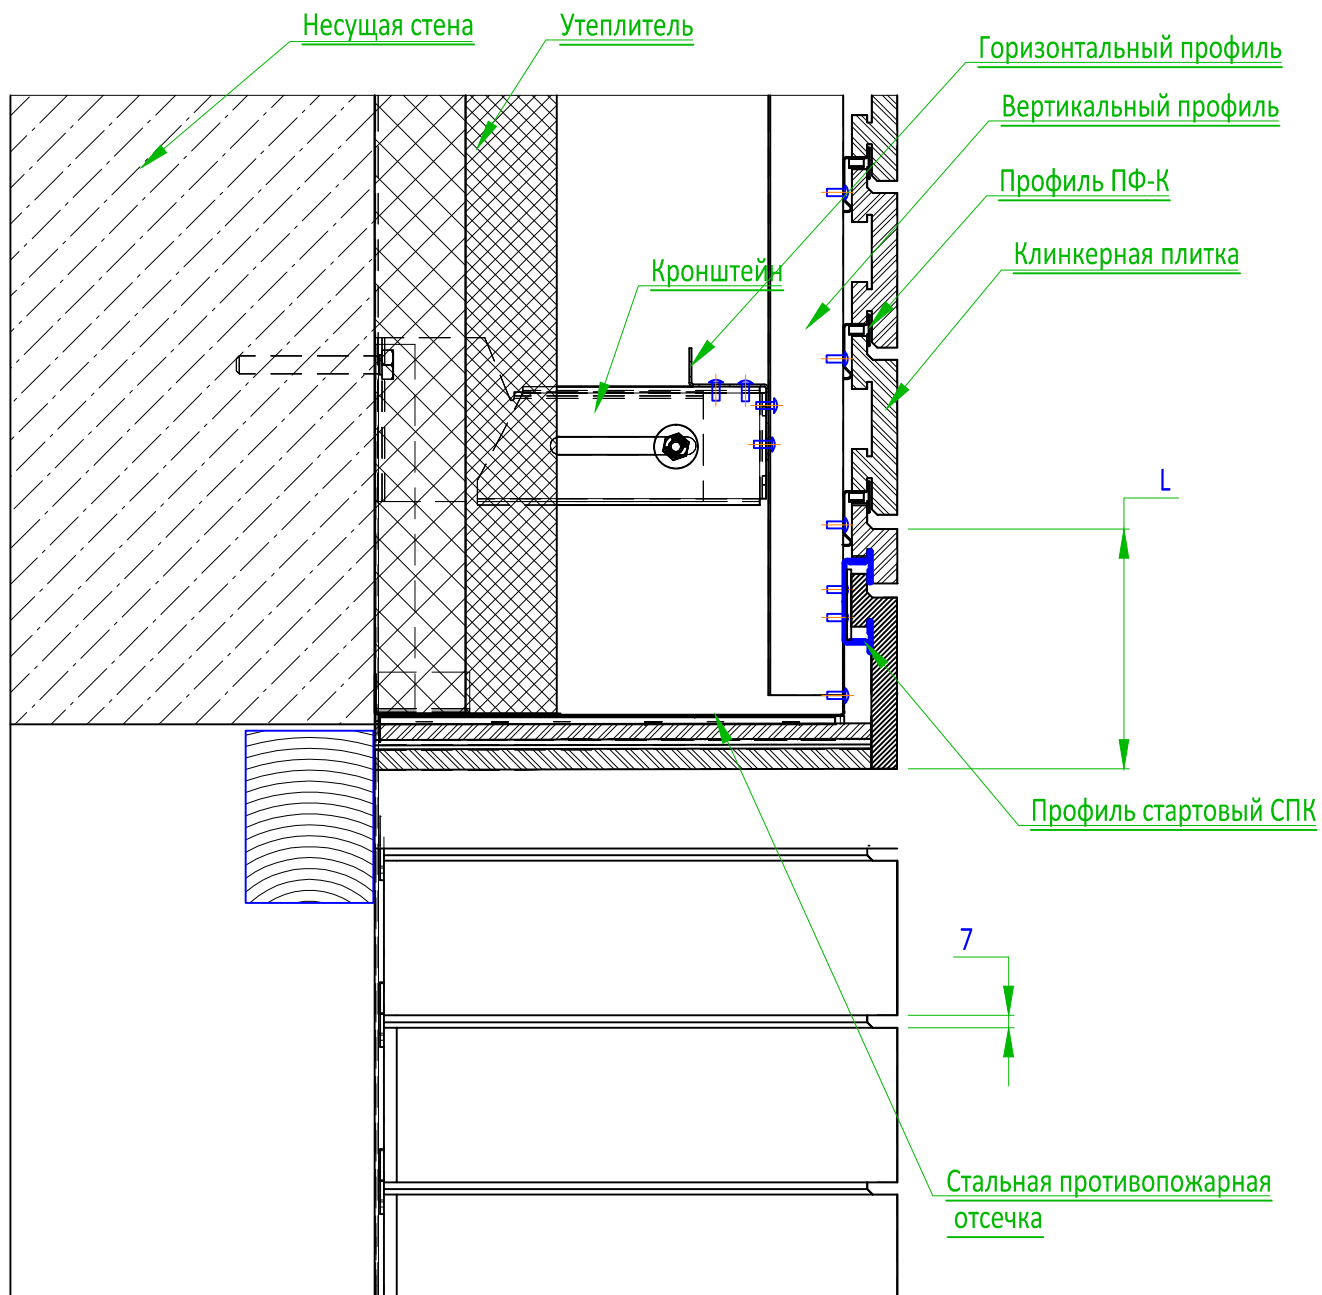 Несущая стена
Утеплитель
Горизонтальный профиль
Вертикальный профиль
Профиль ПФ-К
Клинкерная плитка
Кронштейн
L
Профиль стартовый СПК
7
Стальная противопожарная
отсечка